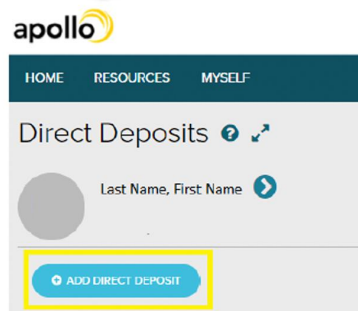 apollo
HOME RESOURCES MYSELF
Direct Deposits ?
Last Name, First Name
ADD DIRECT DEPOSIT